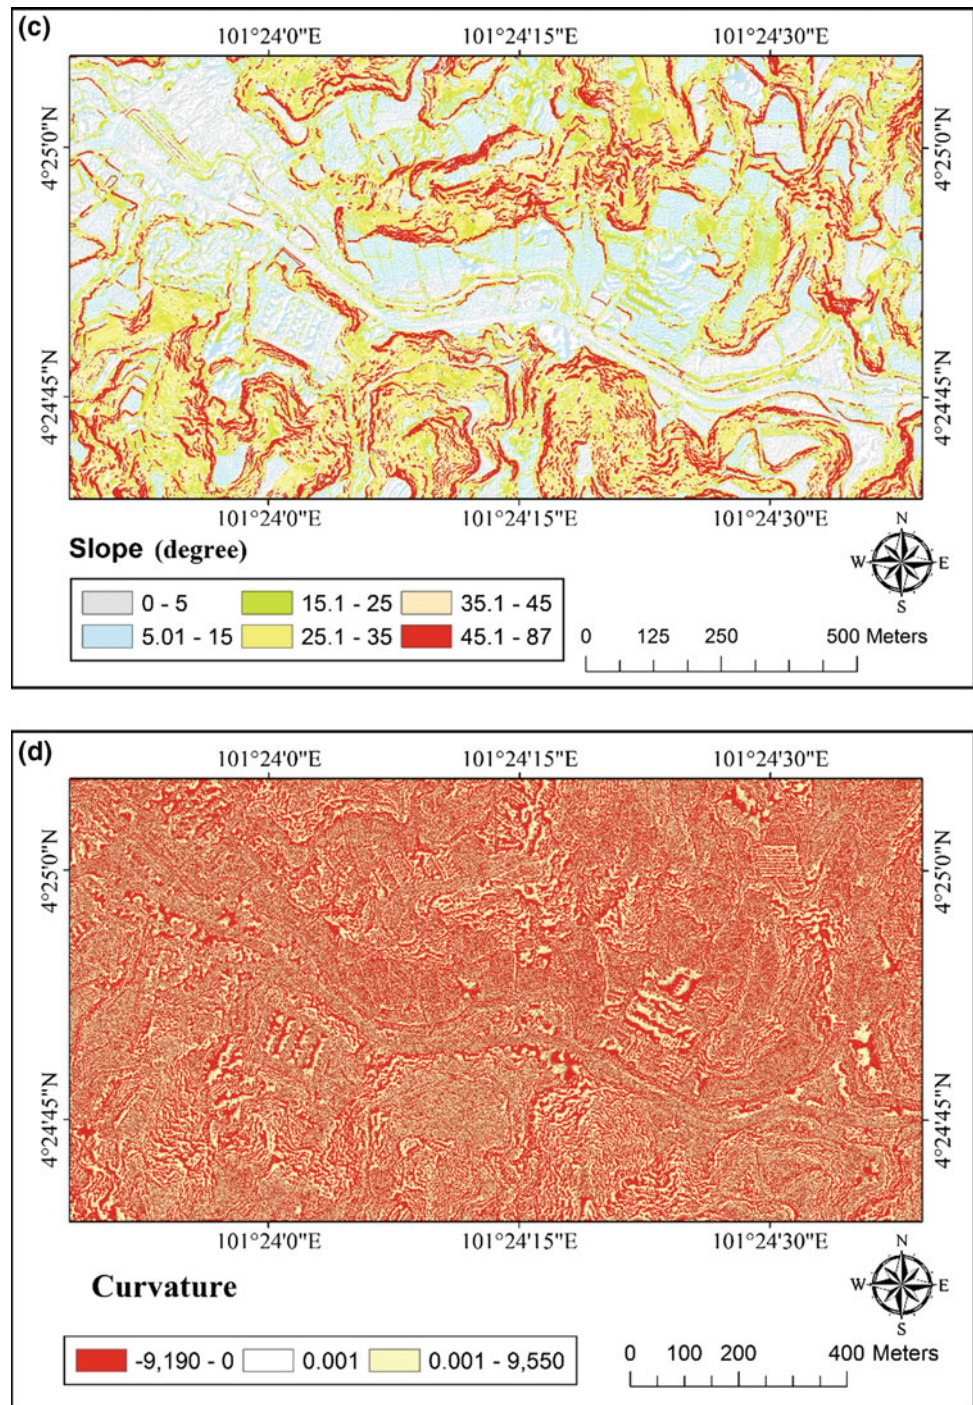 (c)
101°24'0"E 101°24'15"E 101°24'30"E
4°25'0"N 4°25'0"N
4°24'45"N 4°24'45"N
101°24'0"E 101°24'15"E 101°24'30"E
Slope (degree)
N
W E
S
0 - 5 15.1 - 25 35.1 - 45
5.01 - 15 25.1 - 35 45.1 - 87
0 125 250 500 Meters
(d)
101°24'0"E 101°24'15"E 101°24'30"E
4°25'0"N 4°25'0"N
4°24'45"N 4°24'45"N
101°24'0"E 101°24'15"E 101°24'30"E
Curvature
N
W E
S
-9,190 - 0 0.001 0.001 - 9,550
0 100 200 400 Meters